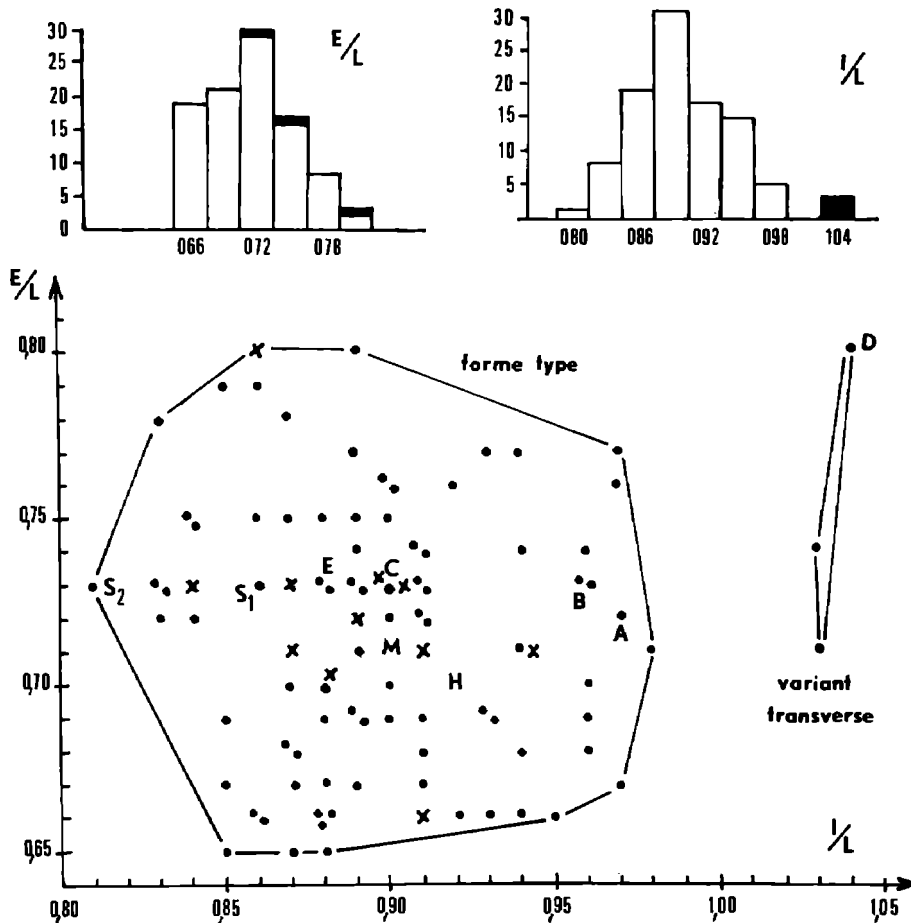 30
25
20
15
10
5
0
E/L
066 072 078
30
25
20
15
10
5
I/L
080 086 092 098 104
E/L
0,80
0,75
0,70
0,65
forme type
D
E C
S2 S1
B
A
M
H
variant
transverse
I/L
0,80 0,85 0,90 0,95 1,00 1,05